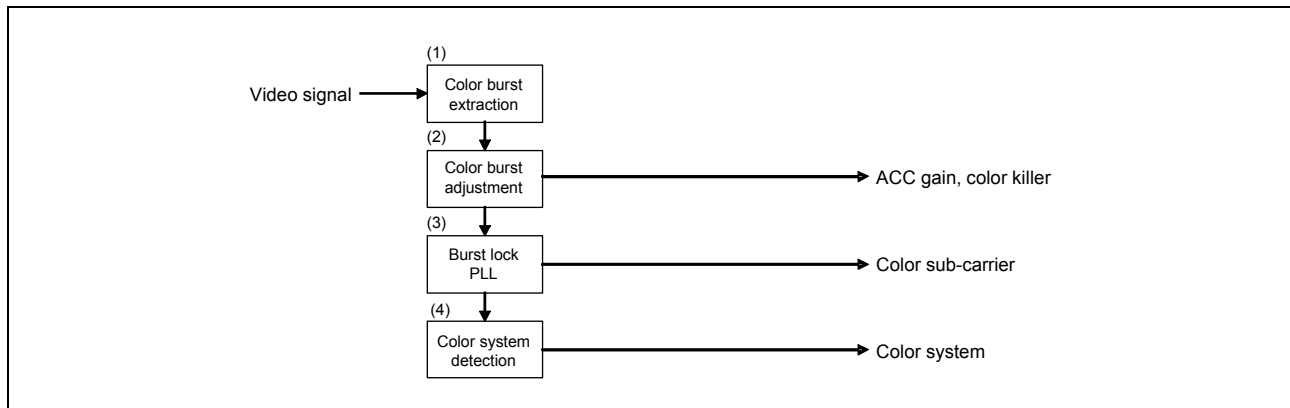 (1)
Video signal
Color burst
extraction
(2)
Color burst
adjustment
ACC gain, color killer
(3)
Burst lock
PLL
Color sub-carrier
(4)
Color system
detection
Color system